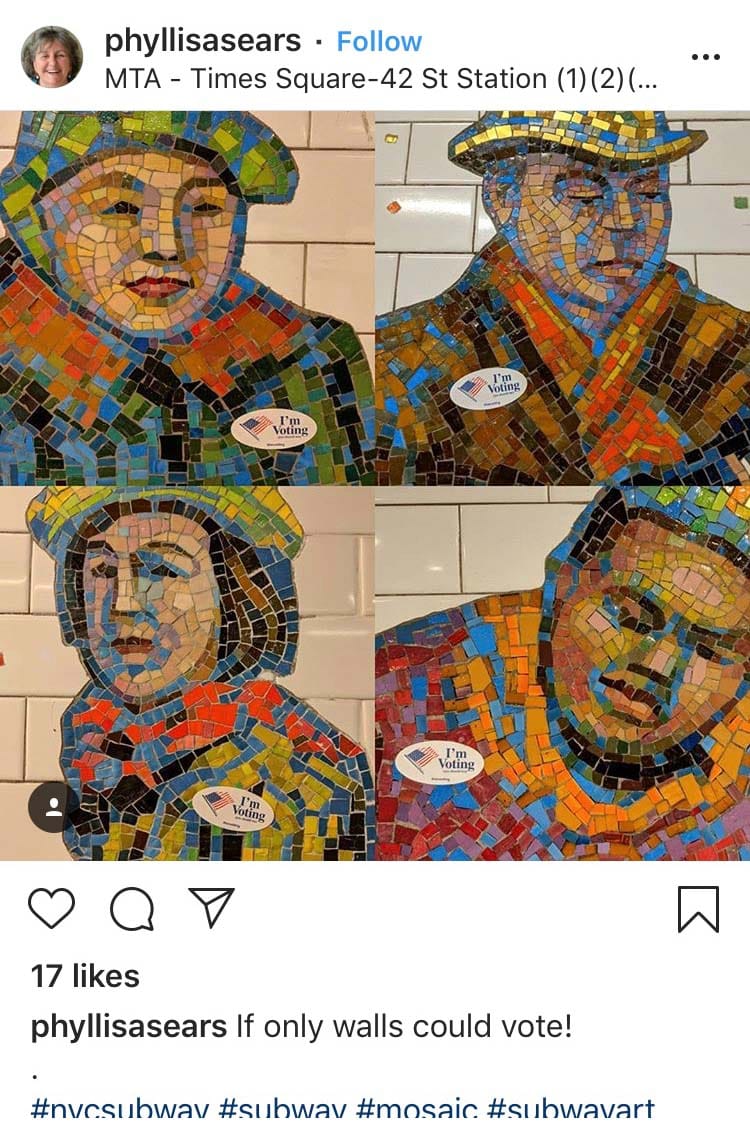 phyllisasears · Follow
MTA - Times Square-42 St Station (1)(2)(...
I'm
Voting
I'm
Voting
I'm
Voting
I'm
Voting
17 likes
phyllisasears If only walls could vote!
.
#nycsubway #subway #mosaic #subwayart